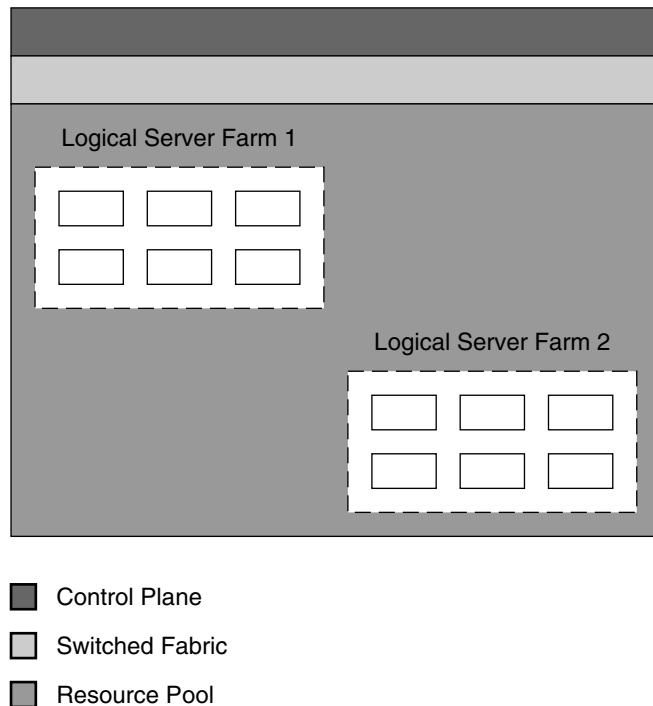 Logical Server Farm 1
Logical Server Farm 2
Control Plane
Switched Fabric
Resource Pool